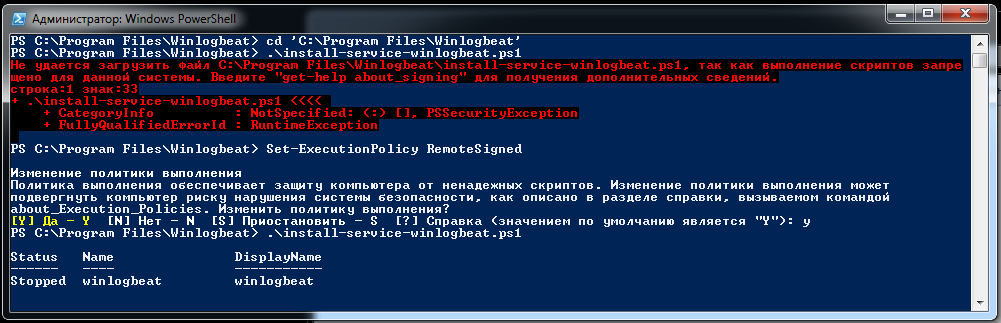 Администратор: Windows PowerShell
PS C:\Program Files\Winlogbeat> cd 'C:\Program Files\Winlogbeat'
PS C:\Program Files\Winlogbeat> .\install-service-winlogbeat.ps1
Не удается загрузить файл C:\Program Files\Winlogbeat\install-service-winlogbeat.ps1, так как выполнение скриптов запре
щено для данной системы. Введите "get-help about_signing" для получения дополнительных сведений.
строка:1 знак:33
+ .\install-service-winlogbeat.ps1 <<<<
    + CategoryInfo          : NotSpecified: (:) [], PSSecurityException
    + FullyQualifiedErrorId : RuntimeException
PS C:\Program Files\Winlogbeat> Set-ExecutionPolicy RemoteSigned
Изменение политики выполнения
Политика выполнения обеспечивает защиту компьютера от ненадежных скриптов. Изменение политики выполнения может
подвергнуть компьютер риску нарушения системы безопасности, как описано в разделе справки, вызываемом командой
about_Execution_Policies. Изменить политику выполнения?
[Y] Да - Y  [N] Нет - N  [S] Приостановить - - S  [?] Справка (значением по умолчанию является "Y"): y
PS C:\Program Files\Winlogbeat> .\install-service-winlogbeat.ps1
Status   Name               DisplayName
------   ----               -----------
Stopped  winlogbeat         winlogbeat